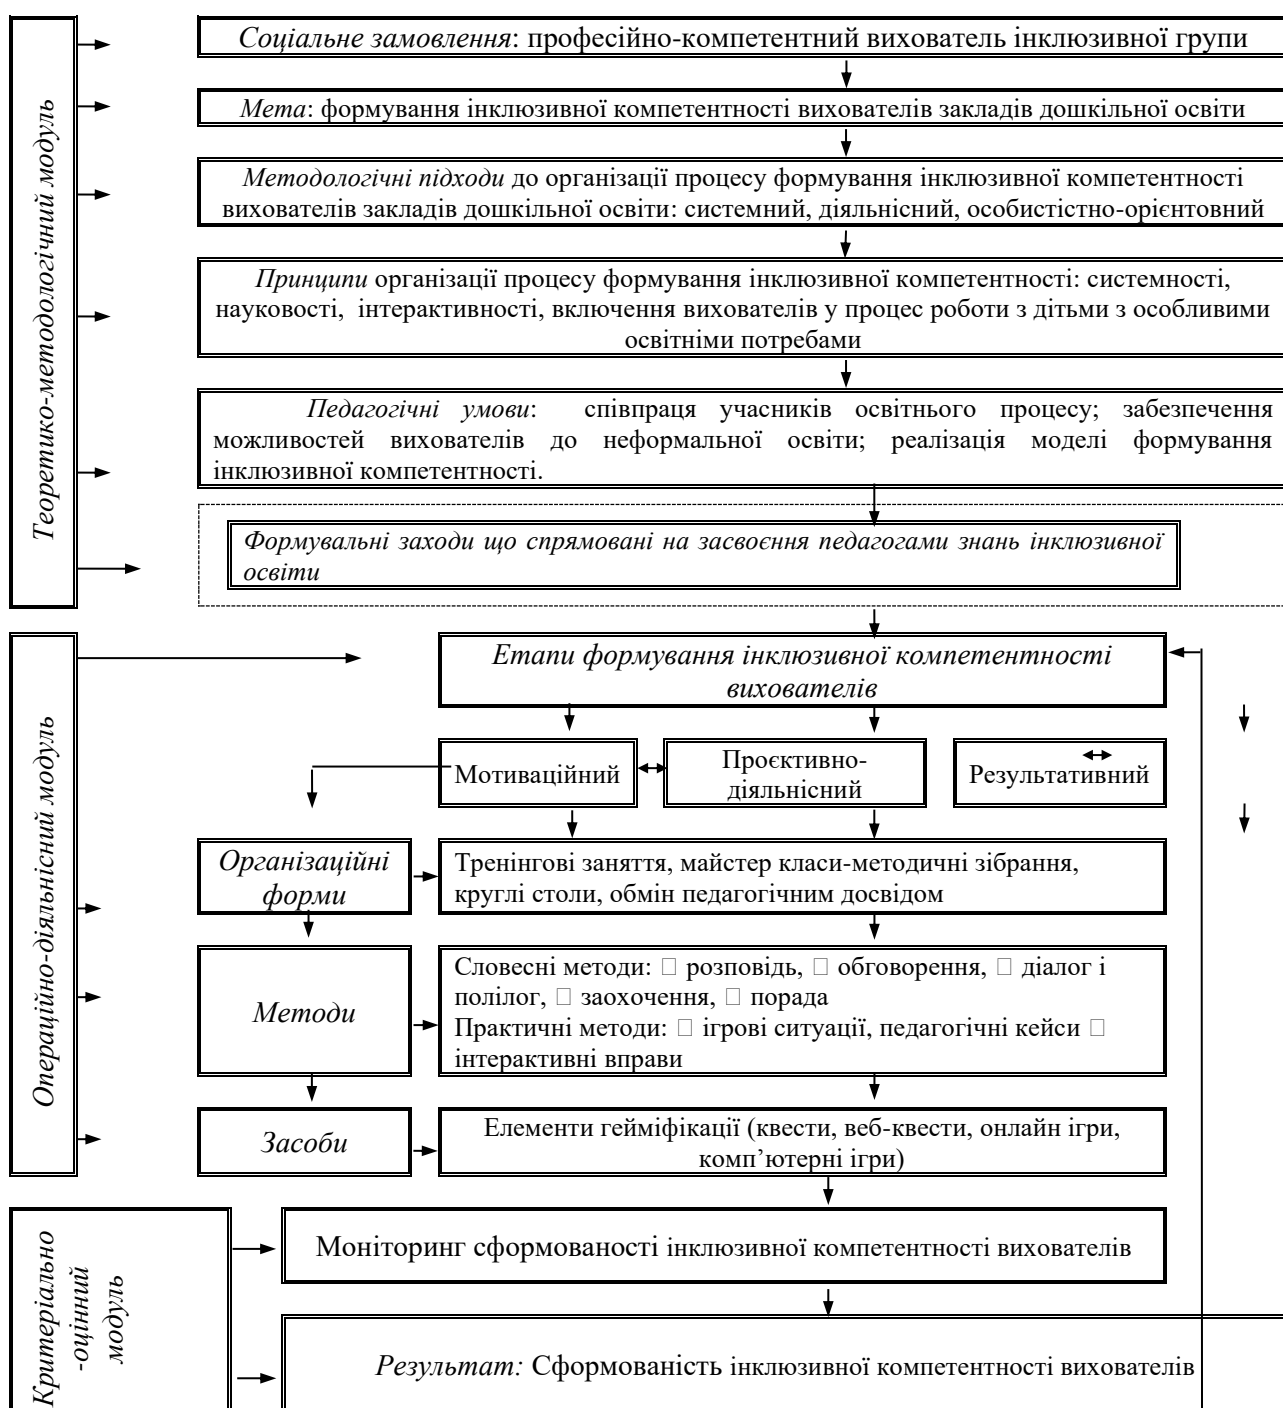 Теоретико-методологічний модуль
Соціальне замовлення: професійно-компетентний вихователь інклюзивної групи
Мета: формування інклюзивної компетентності вихователів закладів дошкільної освіти
Методологічні підходи до організації процесу формування інклюзивної компетентності
вихователів закладів дошкільної освіти: системний, діяльнісний, особистістно-орієнтовний
Принципи організації процесу формування інклюзивної компетентності: системності,
науковості, інтерактивності, включення вихователів у процес роботи з дітьми з особливими
освітніми потребами
Педагогічні умови: співпраця учасників освітнього процесу; забезпечення
можливостей вихователів до неформальної освіти; реалізація моделі формування
інклюзивної компетентності.
Формувальні заходи що спрямовані на засвоєння педагогами знань інклюзивної
освіти
Операційно-діяльнісний модуль
Етапи формування інклюзивної компетентності
вихователів
Мотиваційний
Проєктивно-
діяльнісний
Результативний
Організаційні
форми
Тренінгові заняття, майстер класи-методичні зібрання,
круглі столи, обмін педагогічним досвідом
Методи
Словесні методи: □ розповідь, □ обговорення, □ діалог і
полілог, □ заохочення, □ порада
Практичні методи: □ ігрові ситуації, педагогічні кейси □
інтерактивні вправи
Засоби
Елементи гейміфікації (квести, веб-квести, онлайн ігри,
комп’ютерні ігри)
Критеріально
-оцінний
модуль
Моніторинг сформованості інклюзивної компетентності вихователів
Результат: Сформованість інклюзивної компетентності вихователів